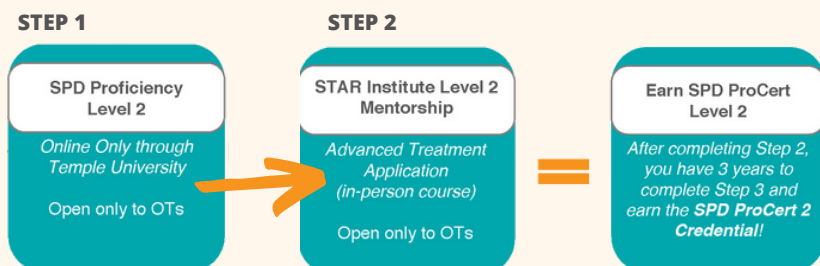 STEP 1
SPD Proficiency
Level 2
Online Only through
Temple University
Open only to OTs
STEP 2
STAR Institute Level 2
Mentorship
Advanced Treatment
Application
(in-person course)
Open only to OTs
=
Earn SPD ProCert
Level 2
After completing Step 2,
you have 3 years to
complete Step 3 and
earn the SPD ProCert 2
Credential!